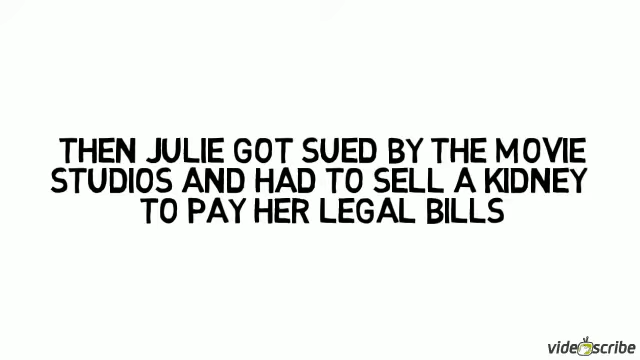 THEN JULIE GOT SUED BY THE MOVIE
STUDIOS AND HAD TO SELL A KIDNEY
TO PAY HER LEGAL BILLS
videoscribe